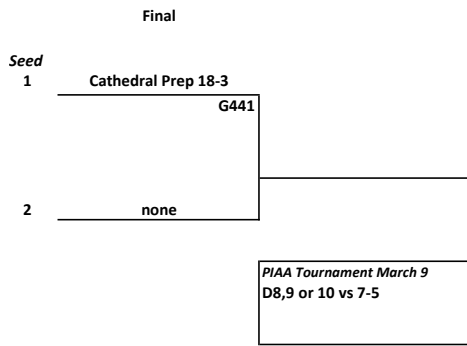 Final
Seed
1 Cathedral Prep 18-3
G441
2 none
PIAA Tournament March 9
D8,9 or 10 vs 7-5